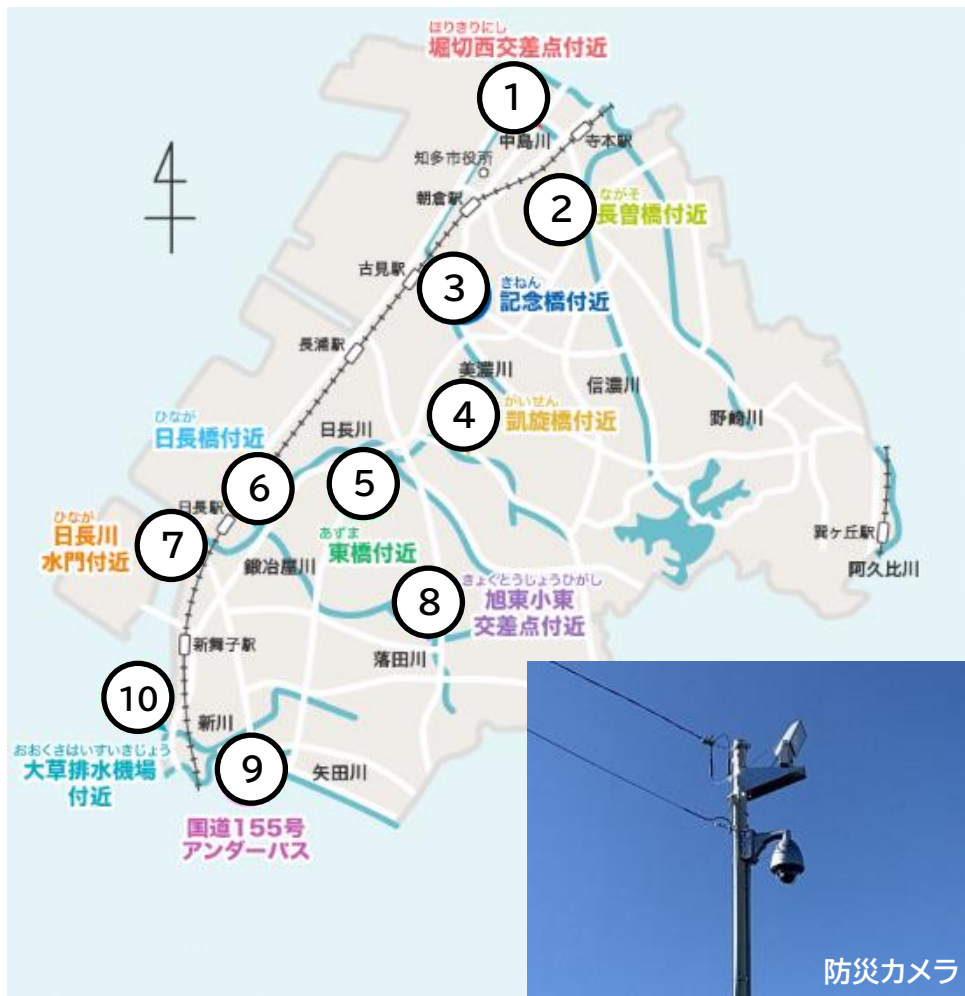 ほりきりにし
堀切西交差点付近
1
中島川
寺本駅
知多市役所
朝倉駅
2
ながそ
長曽橋付近
古見駅
3
きねん
記念橋付近
長浦駅
美濃川
信濃川
4
がいせん
凱旋橋付近
野崎川
ひなが
日長橋付近
日長川
6
5
日長駅
ひなが
日長川
水門付近
7
あずま
東橋付近
鍛冶屋川
巽ヶ丘駅
阿久比川
8
きょくとうしょうひがし
旭東小東
交差点付近
新舞子駅
落田川
10
新川
おおくさはいすいきじょう
大草排水機場
付近
9
矢田川
国道155号
アンダーパス
防災カメラ